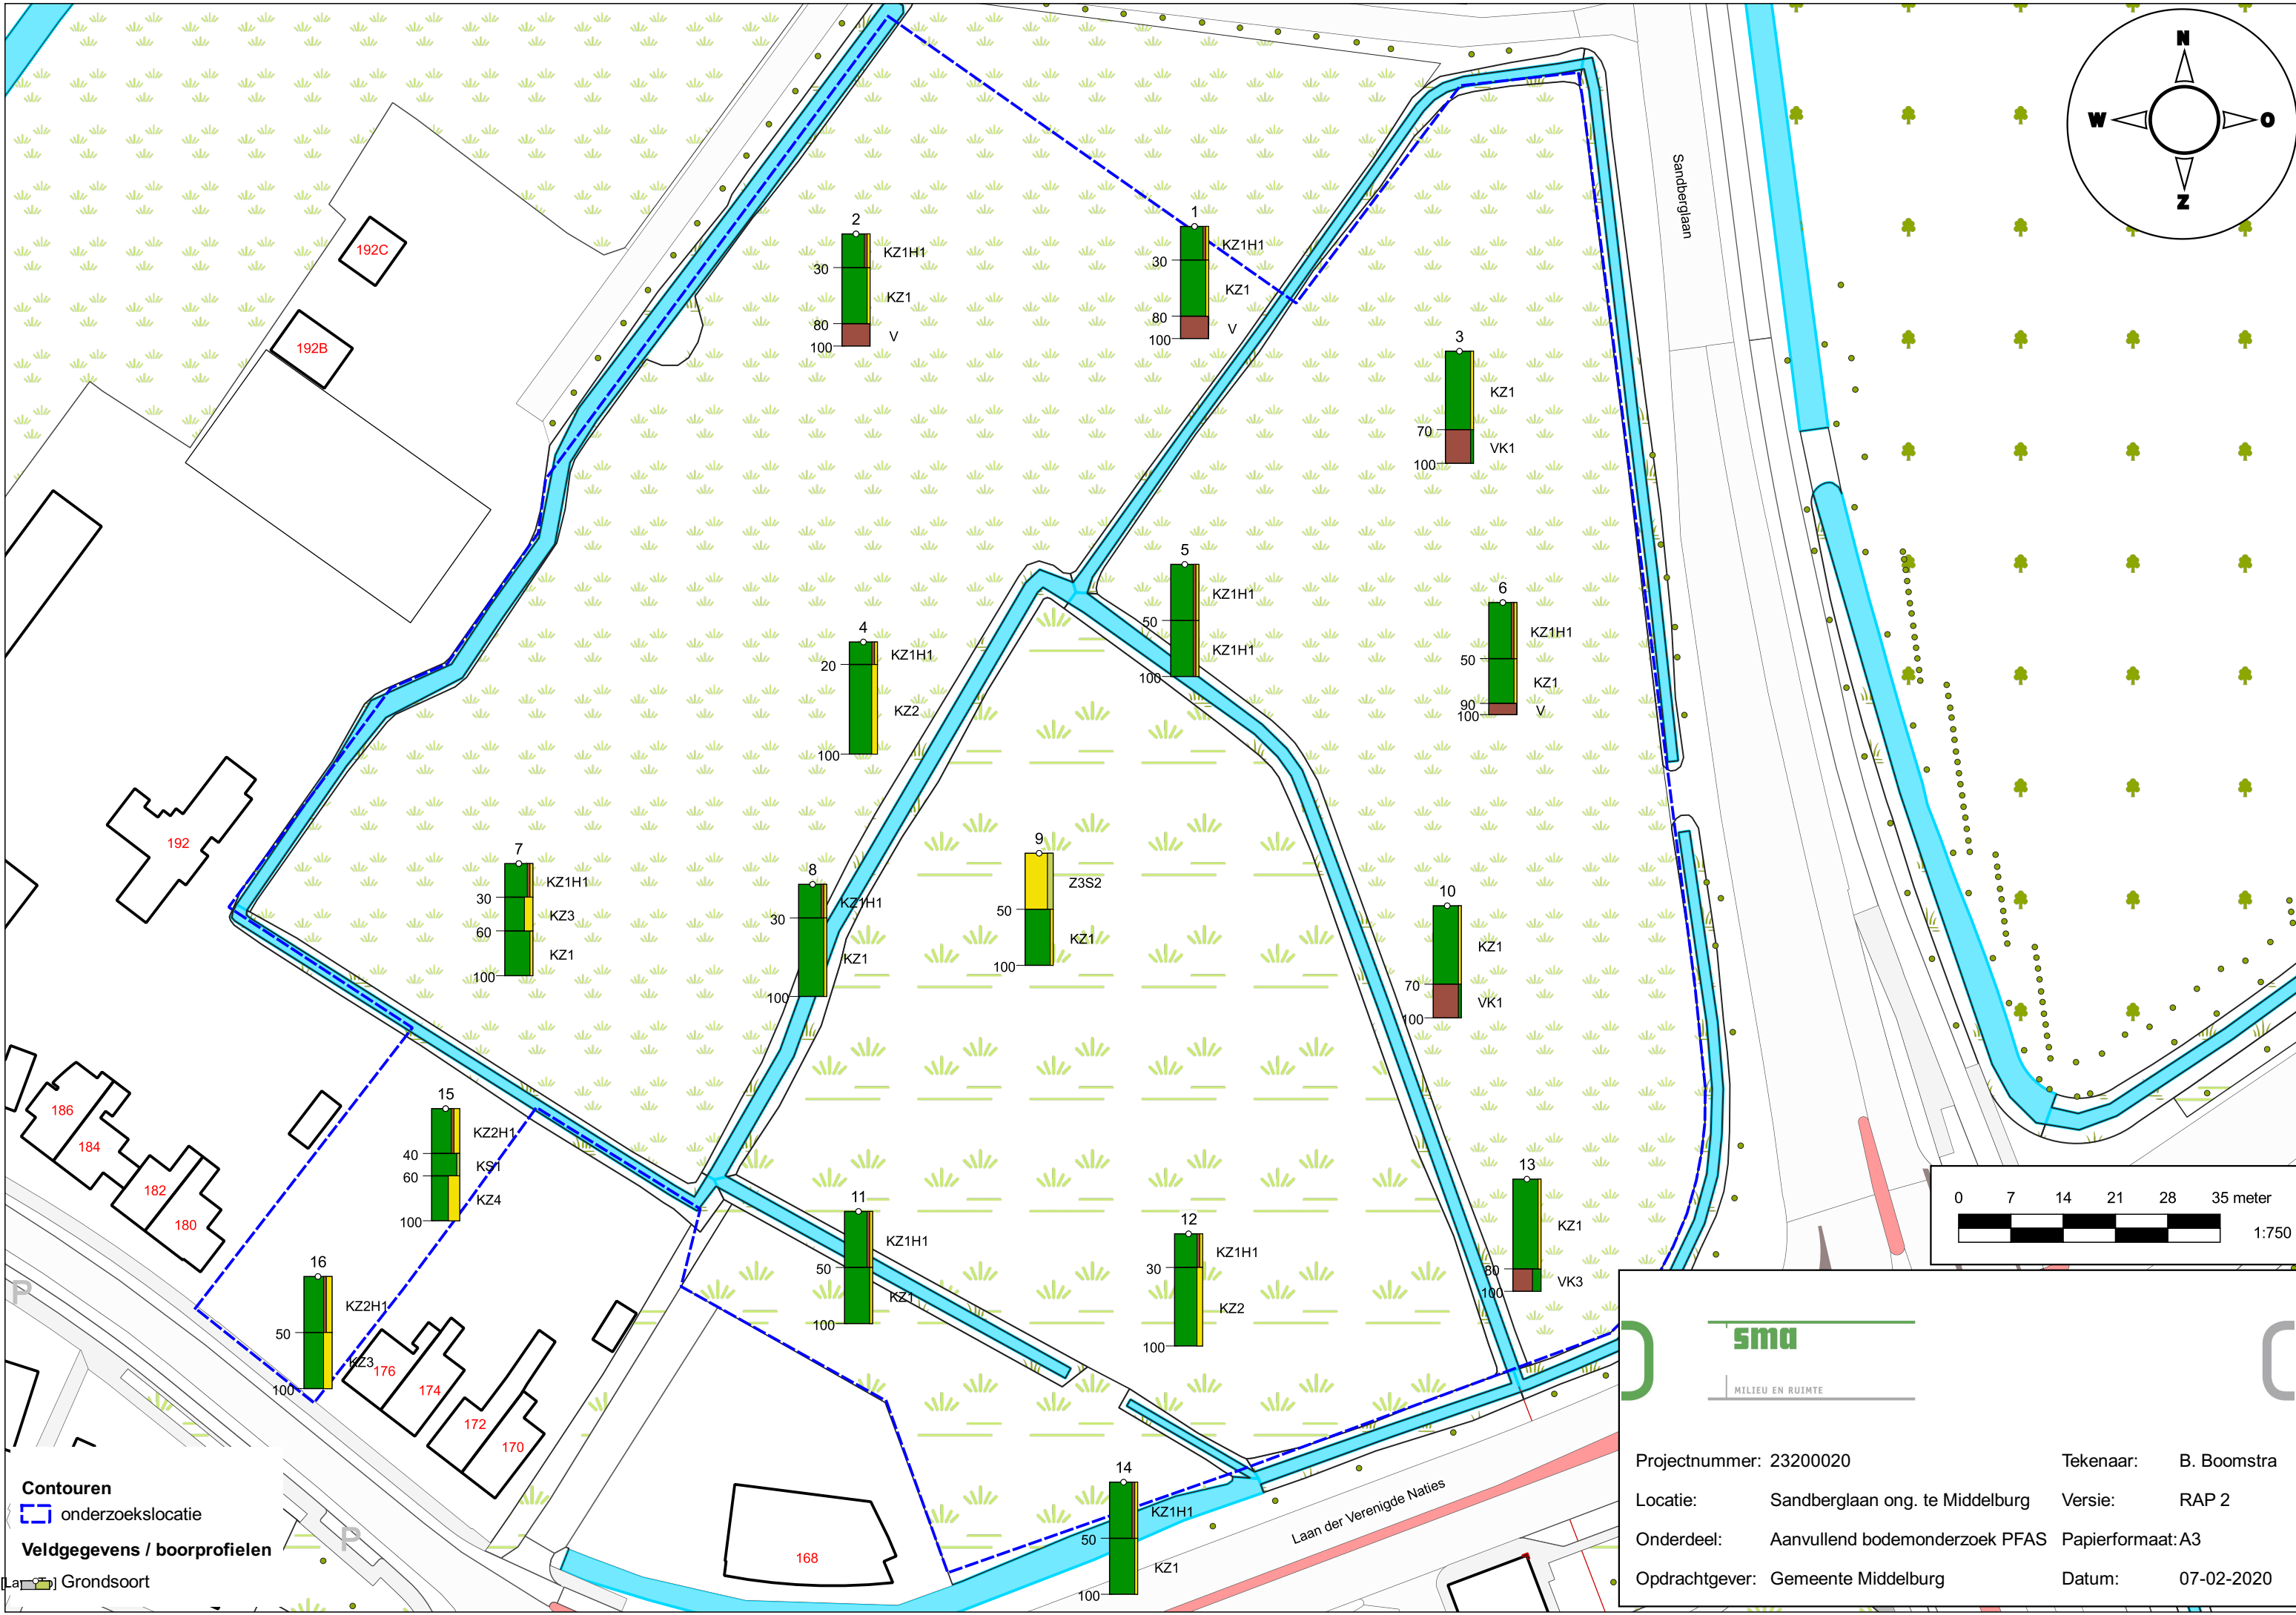 N
W
O
Z
Sandberglaan
192C
192B
2
30
80
100
KZ1H1
KZ1
V
1
30
80
100
KZ1H1
KZ1
V
3
70
100
KZ1
VK1
5
50
100
KZ1H1
KZ1H1
6
50
90
100
KZ1H1
KZ1
V
4
20
100
KZ1H1
KZ2
192
7
30
60
100
KZ1H1
KZ3
KZ1
8
30
100
KZ1H1
KZ1
9
50
100
Z3S2
KZ1
10
70
100
KZ1
VK1
186
184
182
180
15
40
60
100
KZ2H1
KS1
KZ4
16
50
100
KZ2H1
KZ3
11
50
100
KZ1H1
KZ1
12
30
100
KZ1H1
KZ2
13
80
100
KZ1
VK3
14
50
100
KZ1H1
KZ1
176
174
172
170
168
P
P
Laan der Verenigde Naties
0 7 14 21 28 35 meter
1:750
sma
MILIEU EN RUIMTE
Projectnummer: 23200020 Tekenaar: B. Boomstra
Locatie: Sandberglaan ong. te Middelburg Versie: RAP 2
Onderdeel: Aanvullend bodemonderzoek PFAS Papierformaat: A3
Opdrachtgever: Gemeente Middelburg Datum: 07-02-2020
Contouren
onderzoekslocatie
Veldgegevens / boorprofielen
Grondsoort